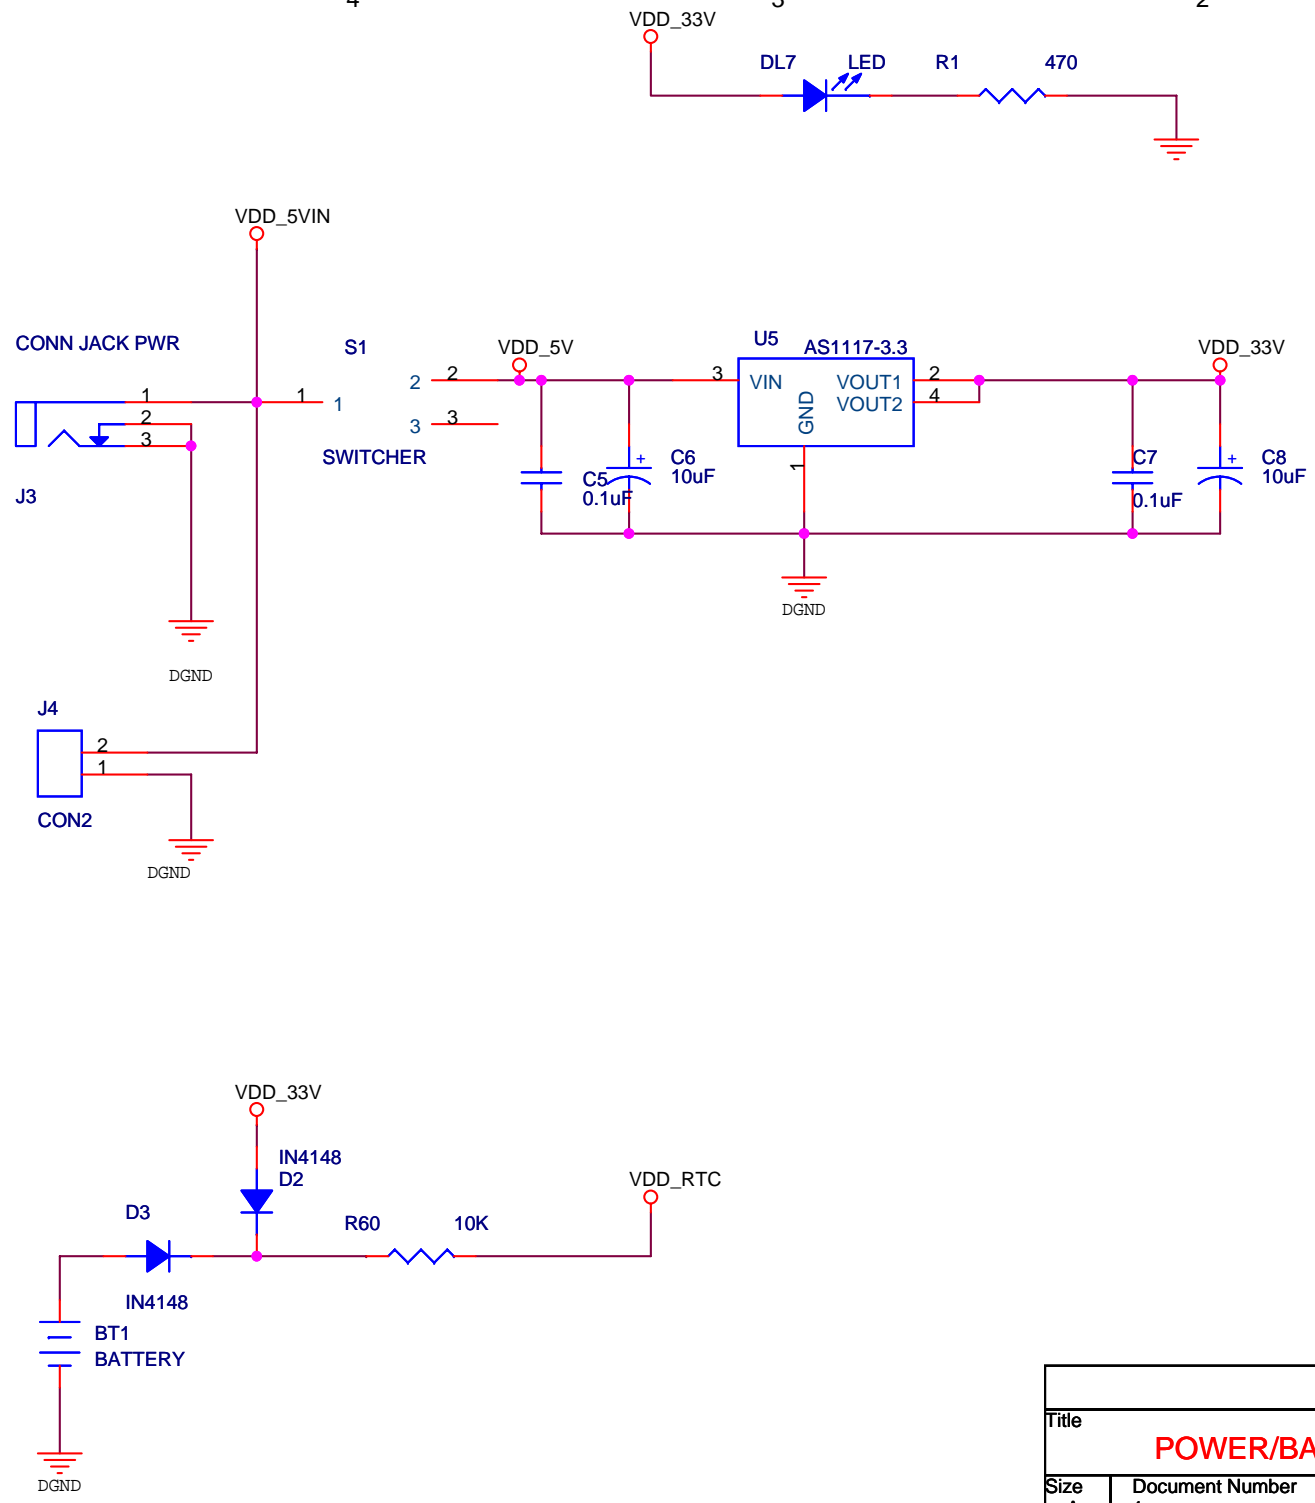 VDD_33V
DL7 LED R1 470
VDD_5VIN
CONN JACK PWR
S1
VDD_5V
U5
AS1117-3.3
VDD_33V
1
2
3
J3
1
1
2
2
3
3
SWITCHER
3
VIN
GND
VOUT1
VOUT2
2
4
1
C5
0.1uF
+
C6
10uF
C7
0.1uF
+
C8
10uF
DGND
DGND
J4
2
1
CON2
DGND
VDD_33V
IN4148
D2
VDD_RTC
D3
R60 10K
IN4148
BT1
BATTERY
DGND
Title
POWER/BA
Size
Document Number